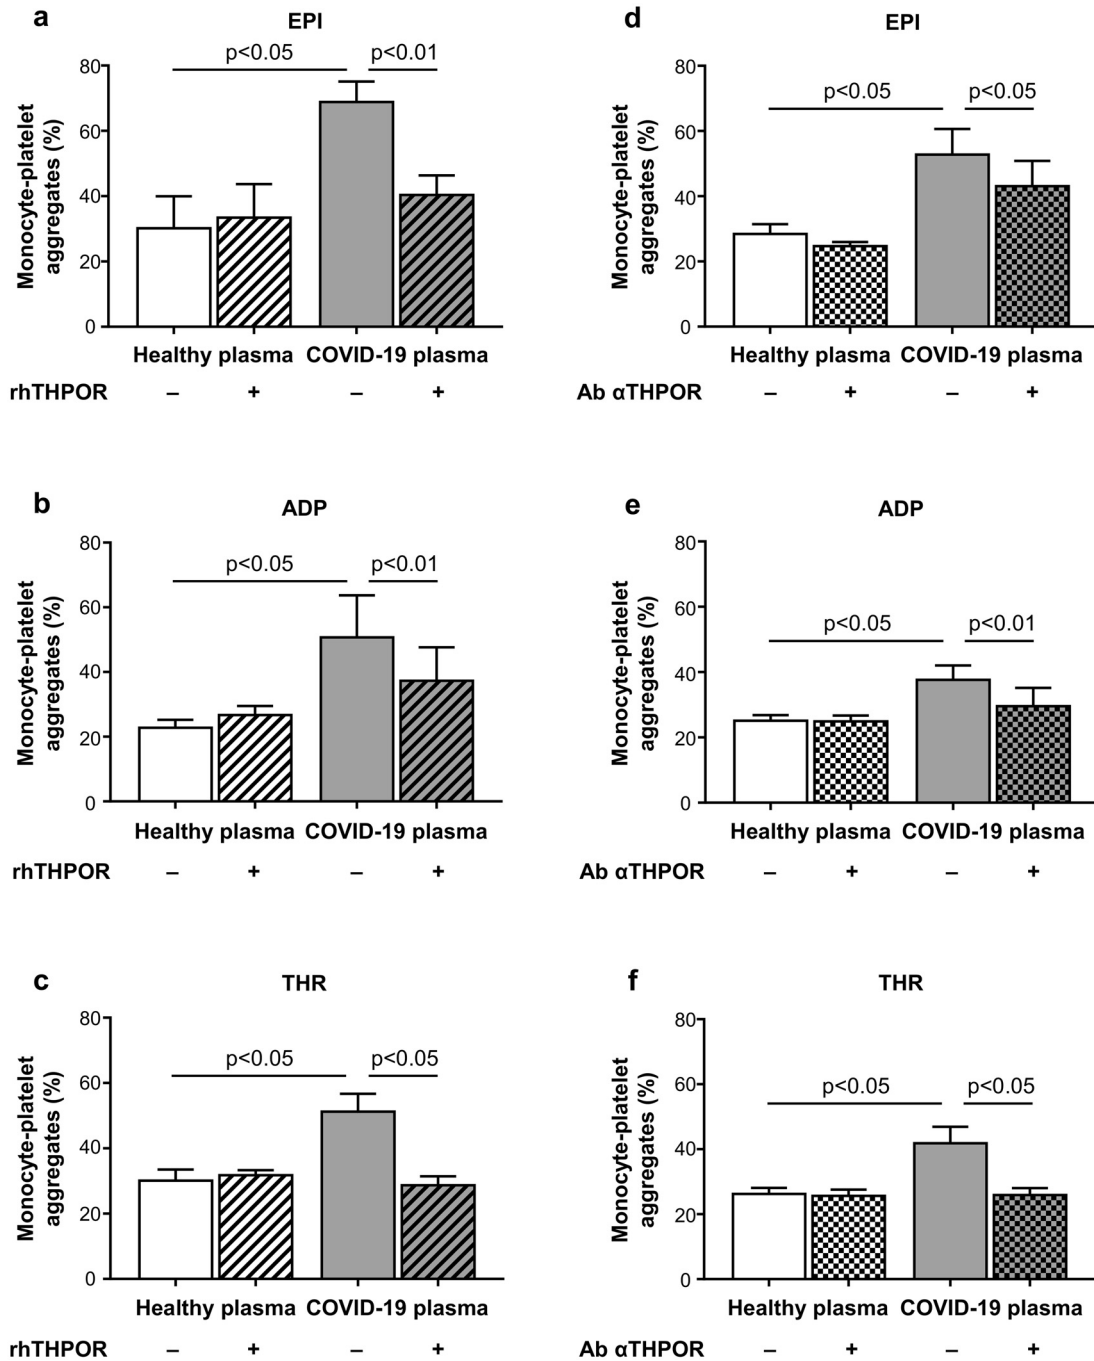 a
EPI
p<0.05 p<0.01
80
60
40
20
0
Monocyte-platelet
aggregates (%)
Healthy plasma COVID-19 plasma
rhTHPOR – + – +
d
EPI
p<0.05 p<0.05
80
60
40
20
0
Monocyte-platelet
aggregates (%)
Healthy plasma COVID-19 plasma
Ab αTHPOR – + – +
b
ADP
p<0.05 p<0.01
80
60
40
20
0
Monocyte-platelet
aggregates (%)
Healthy plasma COVID-19 plasma
rhTHPOR – + – +
e
ADP
p<0.05 p<0.01
80
60
40
20
0
Monocyte-platelet
aggregates (%)
Healthy plasma COVID-19 plasma
Ab αTHPOR – + – +
c
THR
p<0.05 p<0.05
80
60
40
20
0
Monocyte-platelet
aggregates (%)
Healthy plasma COVID-19 plasma
rhTHPOR – + – +
f
THR
p<0.05 p<0.05
80
60
40
20
0
Monocyte-platelet
aggregates (%)
Healthy plasma COVID-19 plasma
Ab αTHPOR – + – +